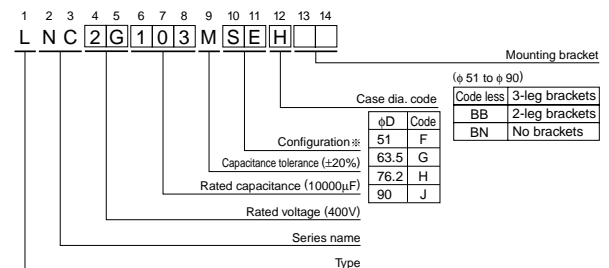 1 2 3 4 5 6 7 8 9 10 11 12 13 14
L N C 2 G 1 0 3 M S E H
Mounting bracket
(φ 51 to φ 90)
Code less 3-leg brackets
BB 2-leg brackets
BN No brackets
Case dia. code
φD Code
51 F
63.5 G
76.2 H
90 J
Configuration※
Capacitance tolerance (±20%)
Rated capacitance (10000μF)
Rated voltage (400V)
Series name
Type